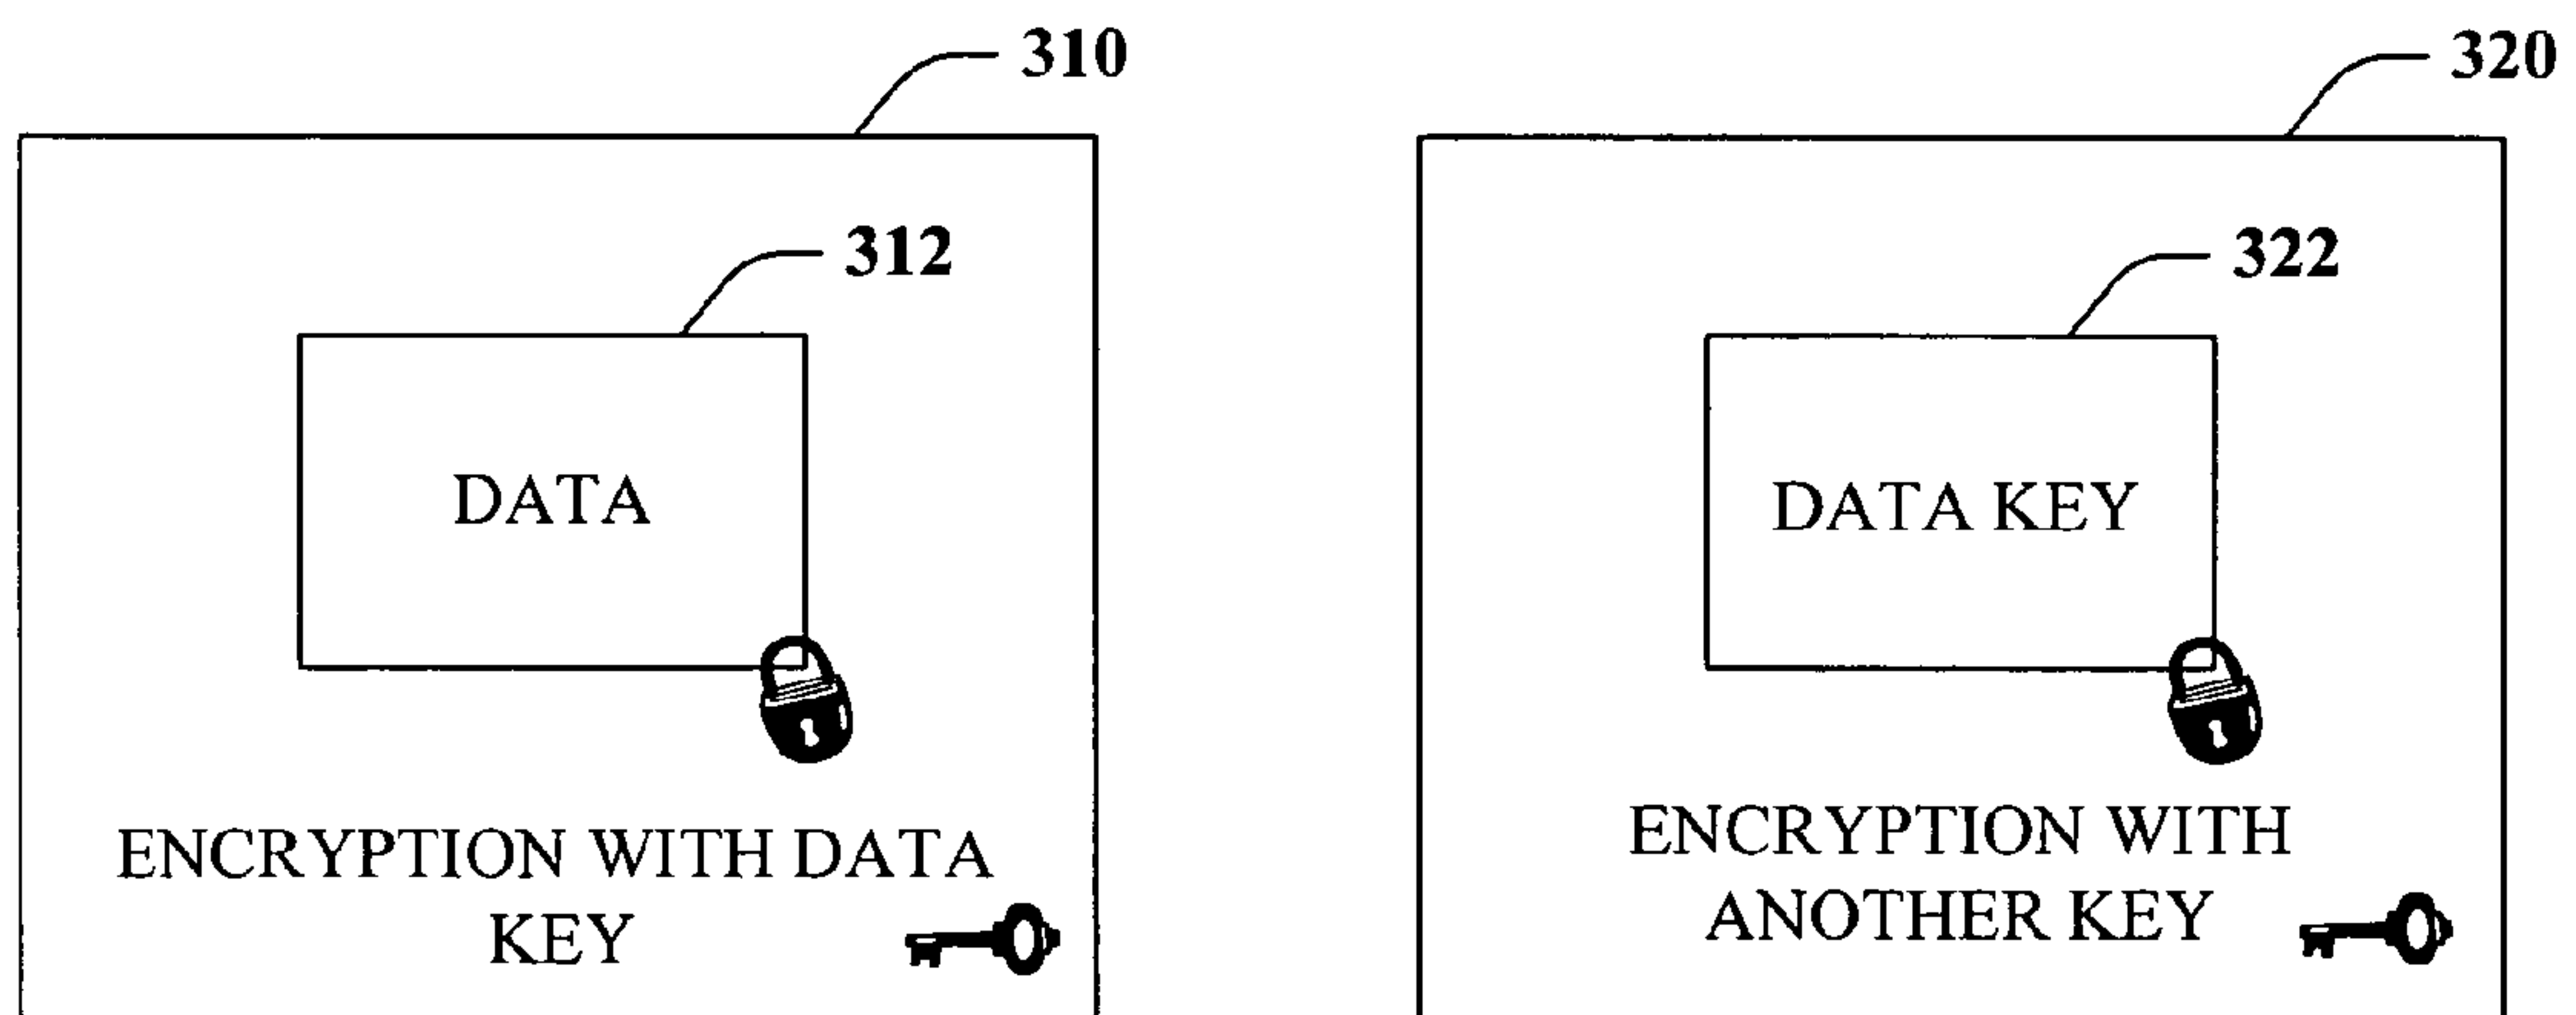 310
312
DATA
ENCRYPTION WITH DATA
KEY
320
322
DATA KEY
ENCRYPTION WITH
ANOTHER KEY